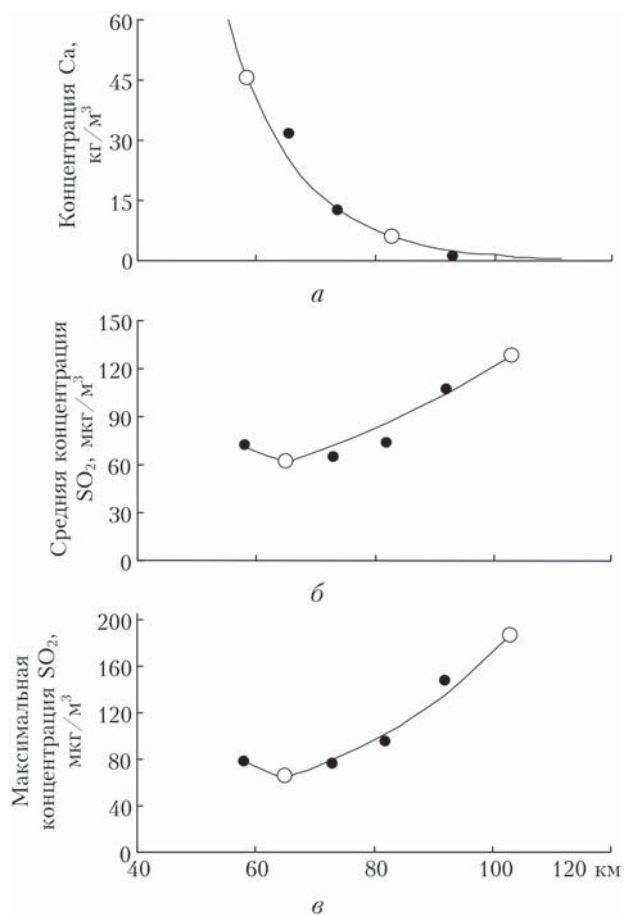 Концентрация Ca,
кг/м³
60
45
30
15
0
а
Средняя концентрация
SO₂, мкг/м³
150
120
90
60
30
0
б
Максимальная
концентрация SO₂,
мкг/м³
200
160
120
80
40
0
40 60 80 100 120 км
в